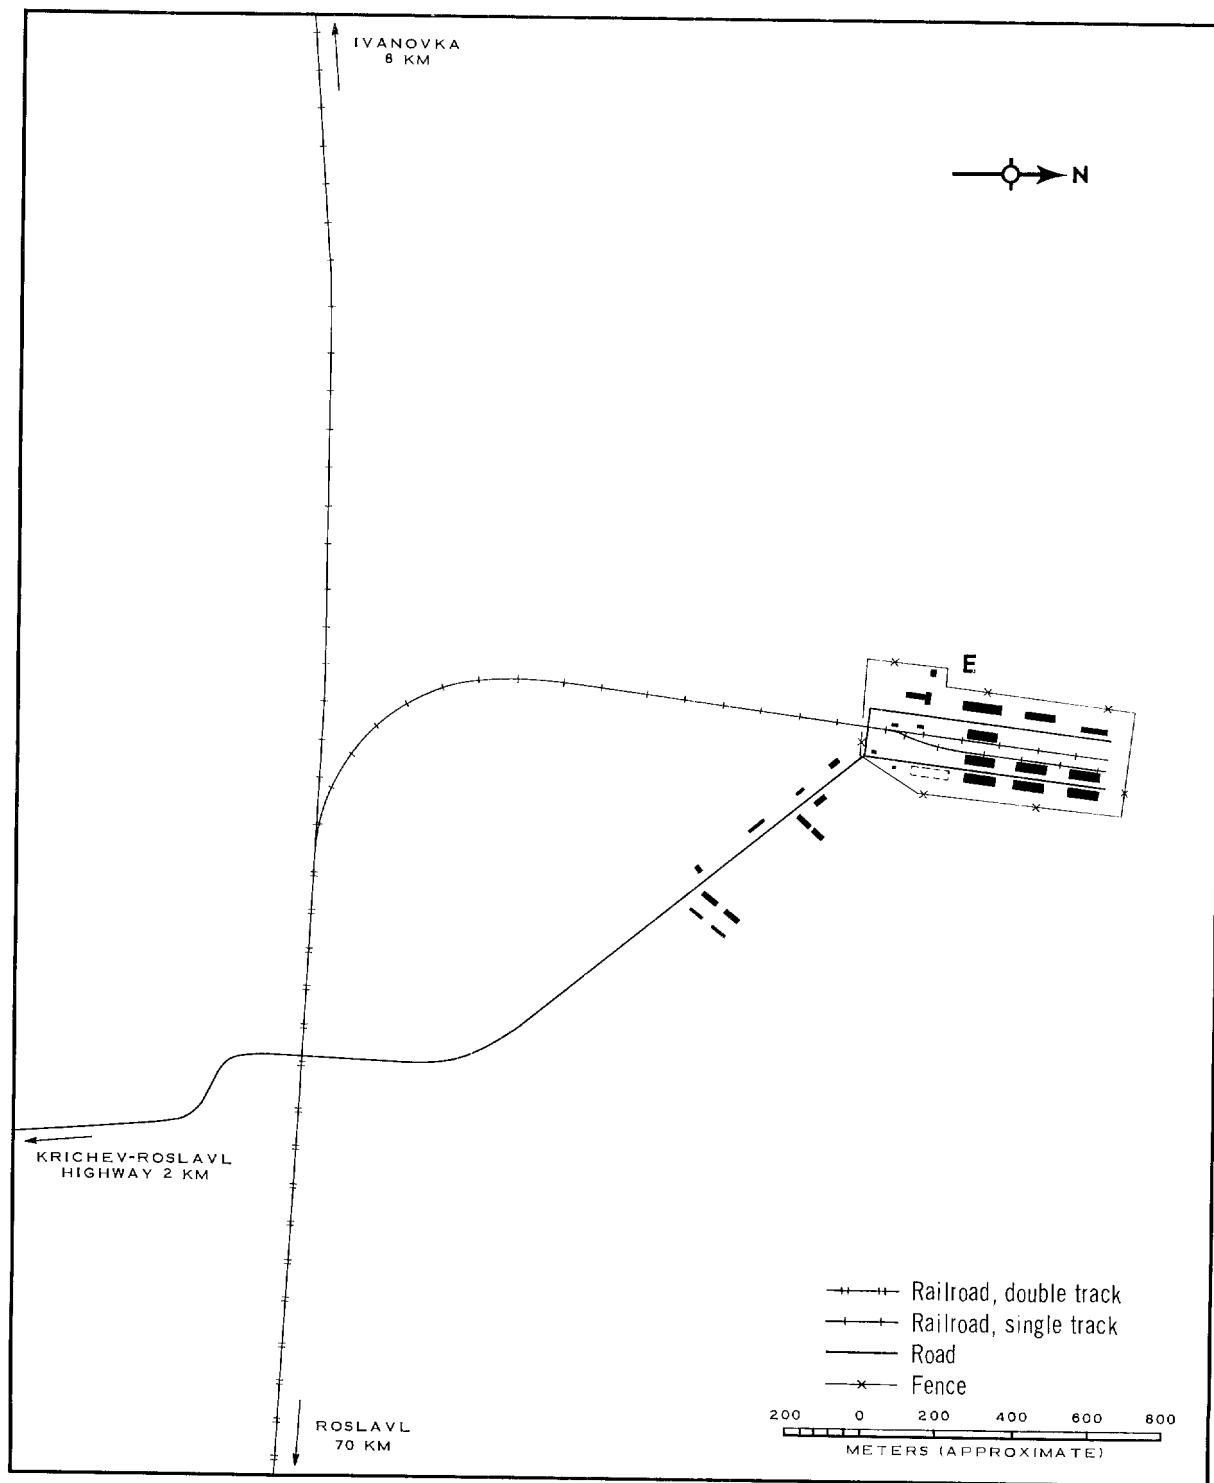 IVANOVKA
8 KM
N
E
KRICHEV-ROSLAVL
HIGHWAY 2 KM
Railroad, double track
Railroad, single track
Road
Fence
ROSLAVL
70 KM
200 0 200 400 600 800
METERS (APPROXIMATE)